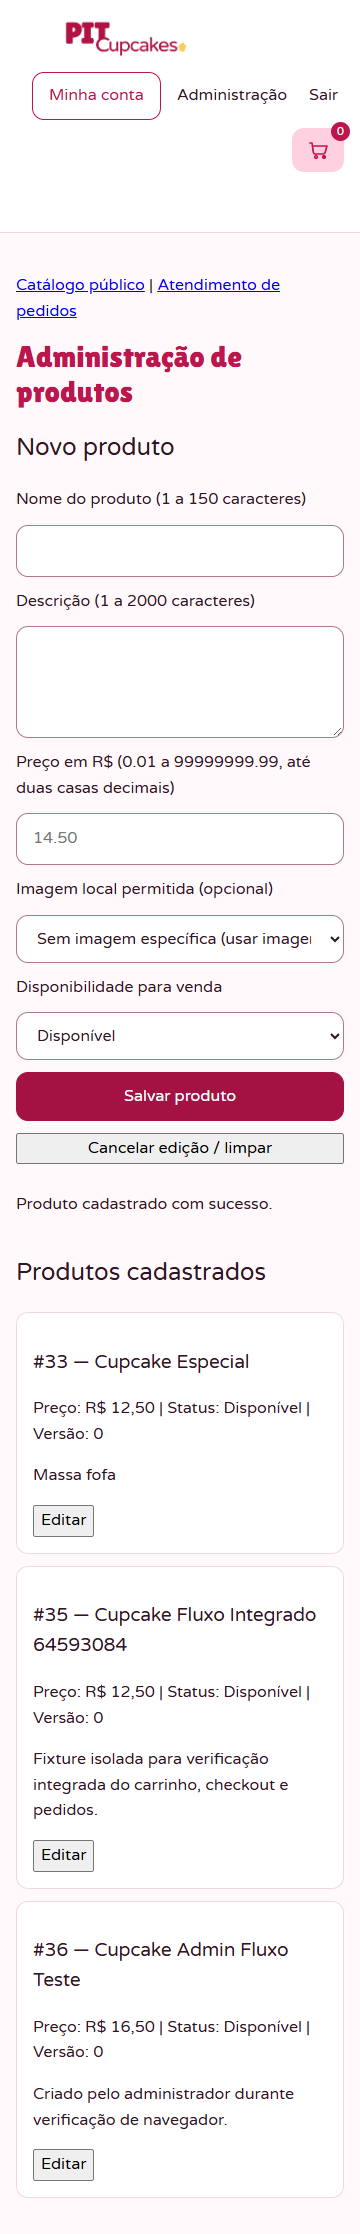 PIT
Cupcakes
Minha conta Administração Sair
0
Catálogo público | Atendimento de
pedidos
Administração de
produtos
Novo produto
Nome do produto (1 a 150 caracteres)
Descrição (1 a 2000 caracteres)
Preço em R$ (0.01 a 99999999.99, até
duas casas decimais)
14.50
Imagem local permitida (opcional)
Sem imagem específica (usar image
Disponibilidade para venda
Disponível
Salvar produto
Cancelar edição / limpar
Produto cadastrado com sucesso.
Produtos cadastrados
#33 — Cupcake Especial
Preço: R$ 12,50 | Status: Disponível |
Versão: 0
Massa fofa
Editar
#35 — Cupcake Fluxo Integrado
64593084
Preço: R$ 12,50 | Status: Disponível |
Versão: 0
Fixture isolada para verificação
integrada do carrinho, checkout e
pedidos.
Editar
#36 — Cupcake Admin Fluxo
Teste
Preço: R$ 16,50 | Status: Disponível |
Versão: 0
Criado pelo administrador durante
verificação de navegador.
Editar